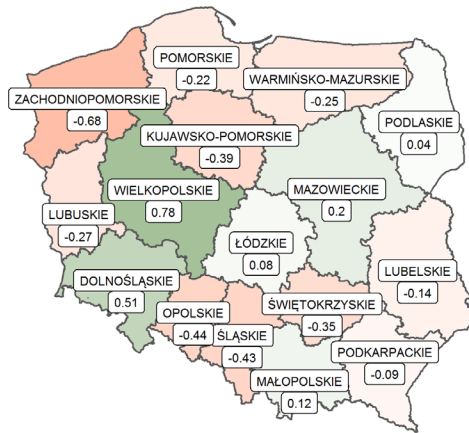 POMORSKIE
-0.22
WARMIŃSKO-MAZURSKIE
-0.25
ZACHODNIOPOMORSKIE
-0.68
PODLASKIE
0.04
KUJAWSKO-POMORSKIE
-0.39
WIELKOPOLSKIE
0.78
MAZOWIECKIE
0.2
LUBUSKIE
-0.27
ŁÓDZKIE
0.08
DOLNOŚLĄSKIE
0.51
LUBELSKIE
-0.14
OPOLSKIE
-0.44
ŚWIĘTOKRZYSKIE
-0.35
ŚLĄSKIE
-0.43
PODKARPACKIE
-0.09
MAŁOPOLSKIE
0.12